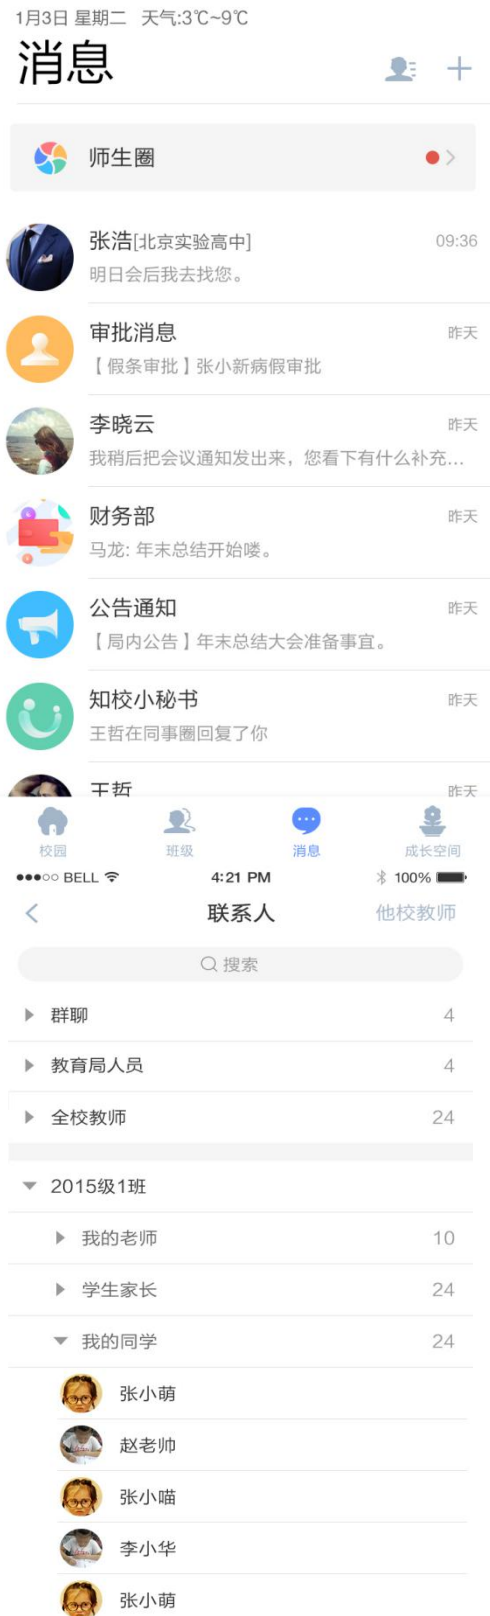 1月3日 星期二 天气:3℃~9℃
消息
师生圈
张浩[北京实验高中] 09:36
明日会后我去找您。
审批消息 昨天
【假条审批】张小新病假审批
李晓云 昨天
我稍后把会议通知发出来，您看下有什么补充...
财务部 昨天
马龙: 年末总结开始喽。
公告通知 昨天
【局内公告】年末总结大会准备事宜。
知校小秘书 昨天
王哲在同事圈回复了你
王哲 昨天
校园 班级 消息 成长空间
BELL 4:21 PM 100%
联系人 他校教师
搜索
群聊 4
教育局人员 4
全校教师 24
2015级1班
我的老师 10
学生家长 24
我的同学 24
张小萌
赵老帅
张小喵
李小华
张小萌